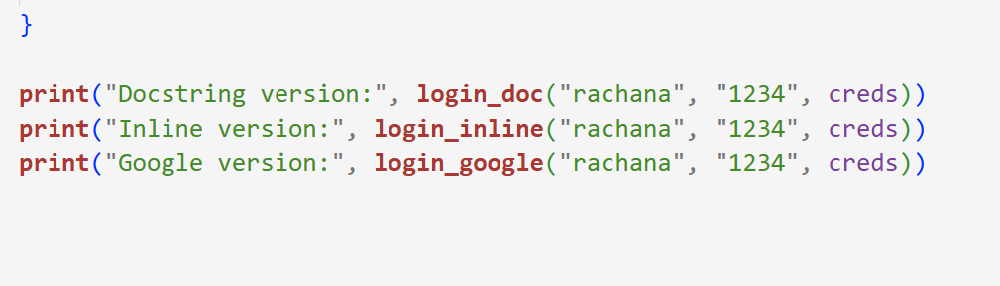 }
print("Docstring version:", login_doc("rachana", "1234", creds))
print("Inline version:", login_inline("rachana", "1234", creds))
print("Google version:", login_google("rachana", "1234", creds))